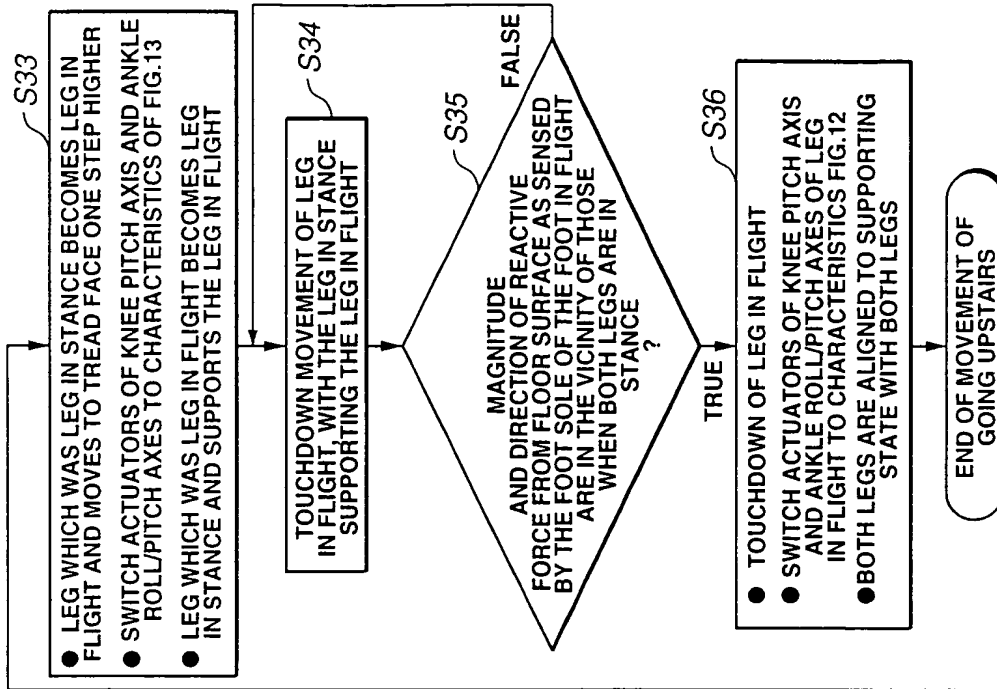 S33
● LEG WHICH WAS LEG IN STANCE BECOMES LEG IN
FLIGHT AND MOVES TO TREAD FACE ONE STEP HIGHER
● SWITCH ACTUATORS OF KNEE PITCH AXIS AND ANKLE
ROLL/PITCH AXES TO CHARACTERISTICS OF FIG.13
● LEG WHICH WAS LEG IN FLIGHT BECOMES LEG
IN STANCE AND SUPPORTS THE LEG IN FLIGHT
S34
TOUCHDOWN MOVEMENT OF LEG
IN FLIGHT, WITH THE LEG IN STANCE
SUPPORTING THE LEG IN FLIGHT
S35
MAGNITUDE
AND DIRECTION OF REACTIVE
FORCE FROM FLOOR SURFACE AS SENSED
BY THE FOOT SOLE OF THE FOOT IN FLIGHT
ARE IN THE VICINITY OF THOSE
WHEN BOTH LEGS ARE IN
STANCE
?
FALSE
TRUE
S36
● TOUCHDOWN OF LEG IN FLIGHT
● SWITCH ACTUATORS OF KNEE PITCH AXIS
AND ANKLE ROLL/PITCH AXES OF LEG
IN FLIGHT TO CHARACTERISTICS FIG.12
● BOTH LEGS ARE ALIGNED TO SUPPORTING
STATE WITH BOTH LEGS
END OF MOVEMENT OF
GOING UPSTAIRS